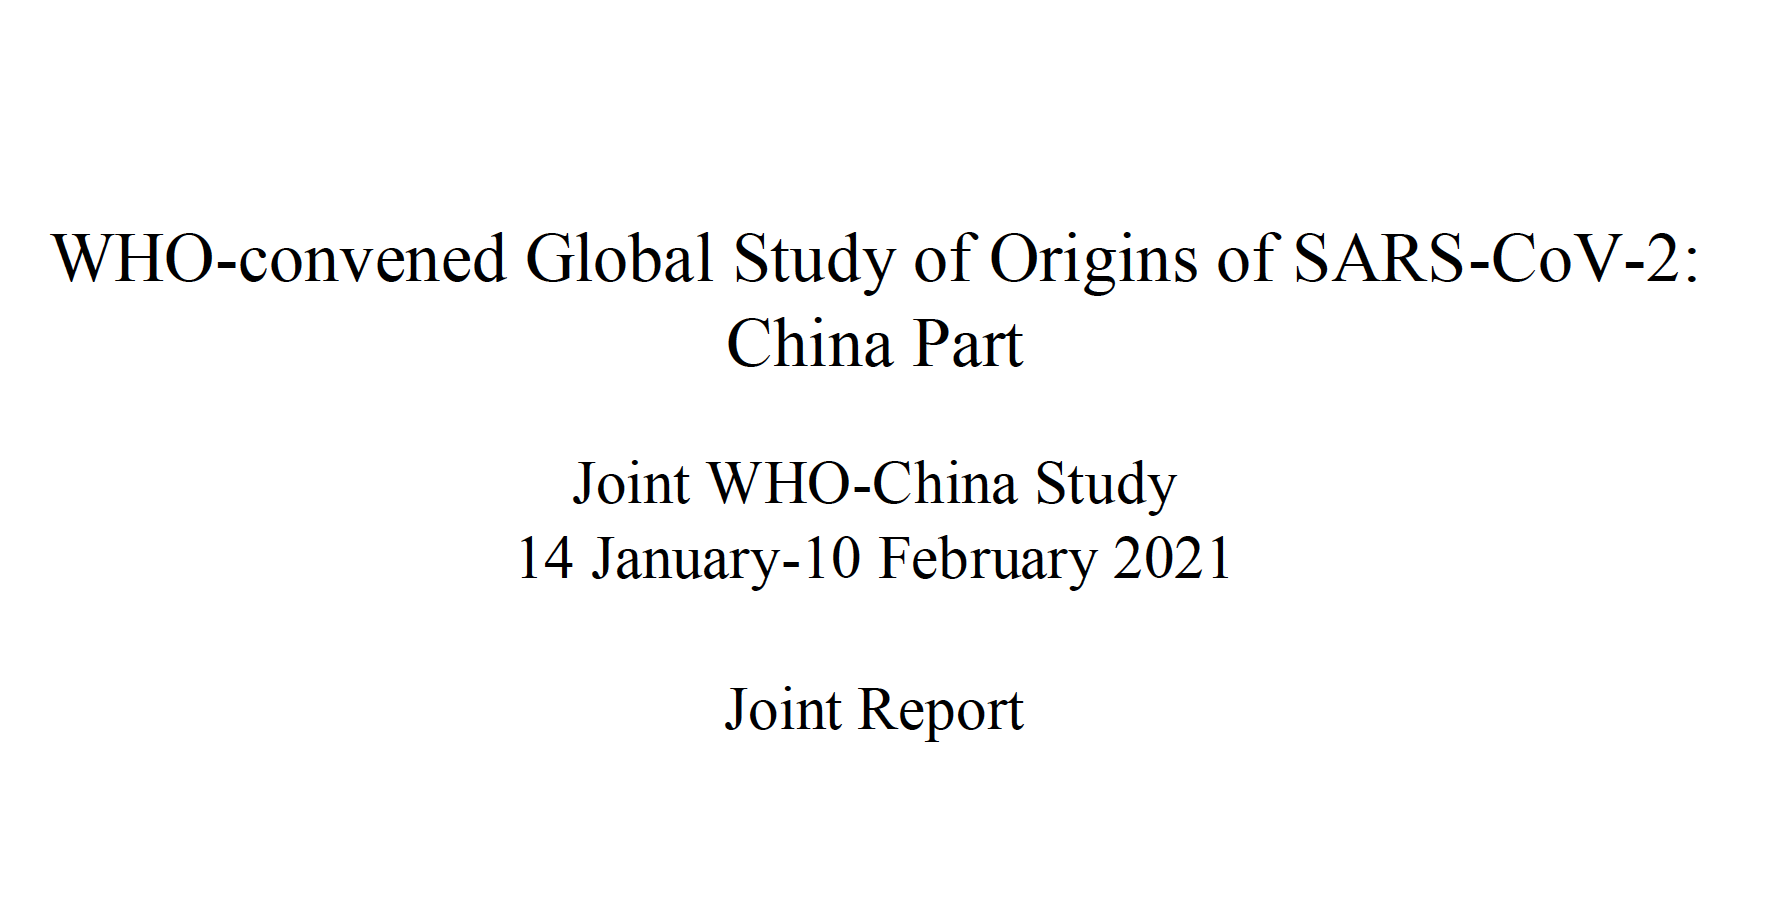 WHO-convened Global Study of Origins of SARS-CoV-2:
China Part
Joint WHO-China Study
14 January-10 February 2021
Joint Report